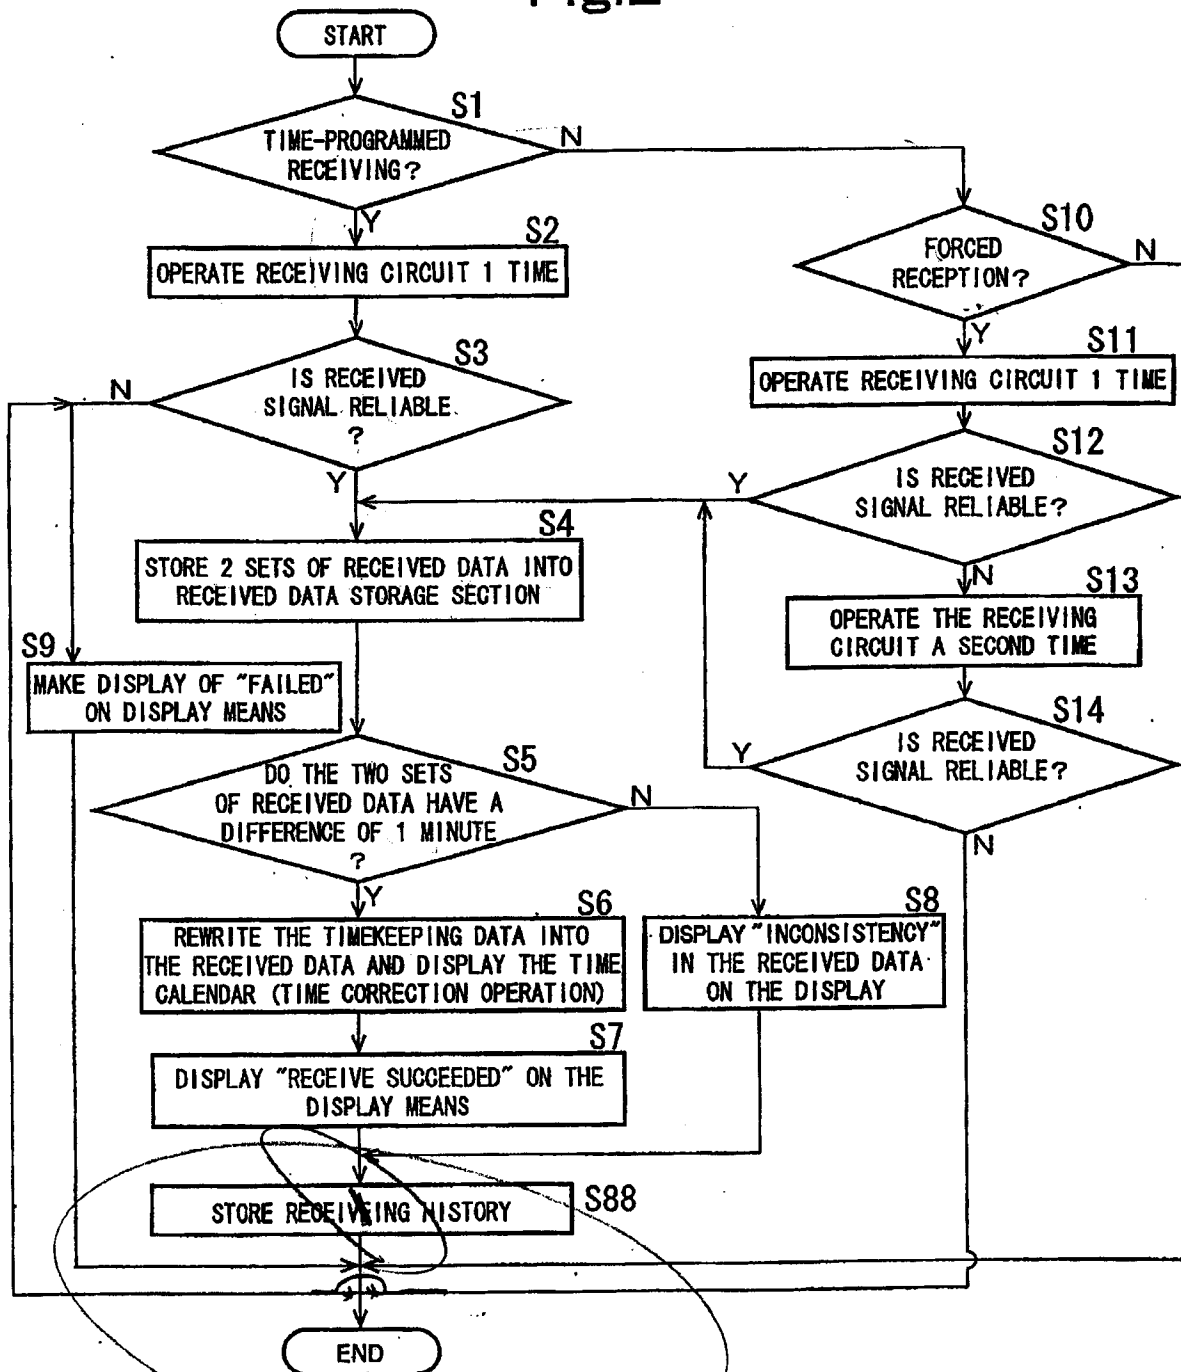 Fig.2
START
S1
TIME-PROGRAMMED
RECEIVING?
N
Y
S2
OPERATE RECEIVING CIRCUIT 1 TIME
S3
IS RECEIVED
SIGNAL RELIABLE
?
N
Y
S4
STORE 2 SETS OF RECEIVED DATA INTO
RECEIVED DATA STORAGE SECTION
S9
MAKE DISPLAY OF "FAILED"
ON DISPLAY MEANS
S5
DO THE TWO SETS
OF RECEIVED DATA HAVE A
DIFFERENCE OF 1 MINUTE
?
N
Y
S6
REWRITE THE TIMEKEEPING DATA INTO
THE RECEIVED DATA AND DISPLAY THE TIME
CALENDAR (TIME CORRECTION OPERATION)
S7
DISPLAY "RECEIVE SUCCEEDED" ON THE
DISPLAY MEANS
S8
DISPLAY "INCONSISTENCY"
IN THE RECEIVED DATA
ON THE DISPLAY
STORE RECEIVEING HISTORY
S88
END
S10
FORCED
RECEPTION?
N
Y
S11
OPERATE RECEIVING CIRCUIT 1 TIME
S12
IS RECEIVED
SIGNAL RELIABLE?
Y
N
S13
OPERATE THE RECEIVING
CIRCUIT A SECOND TIME
S14
IS RECEIVED
SIGNAL RELIABLE?
Y
N